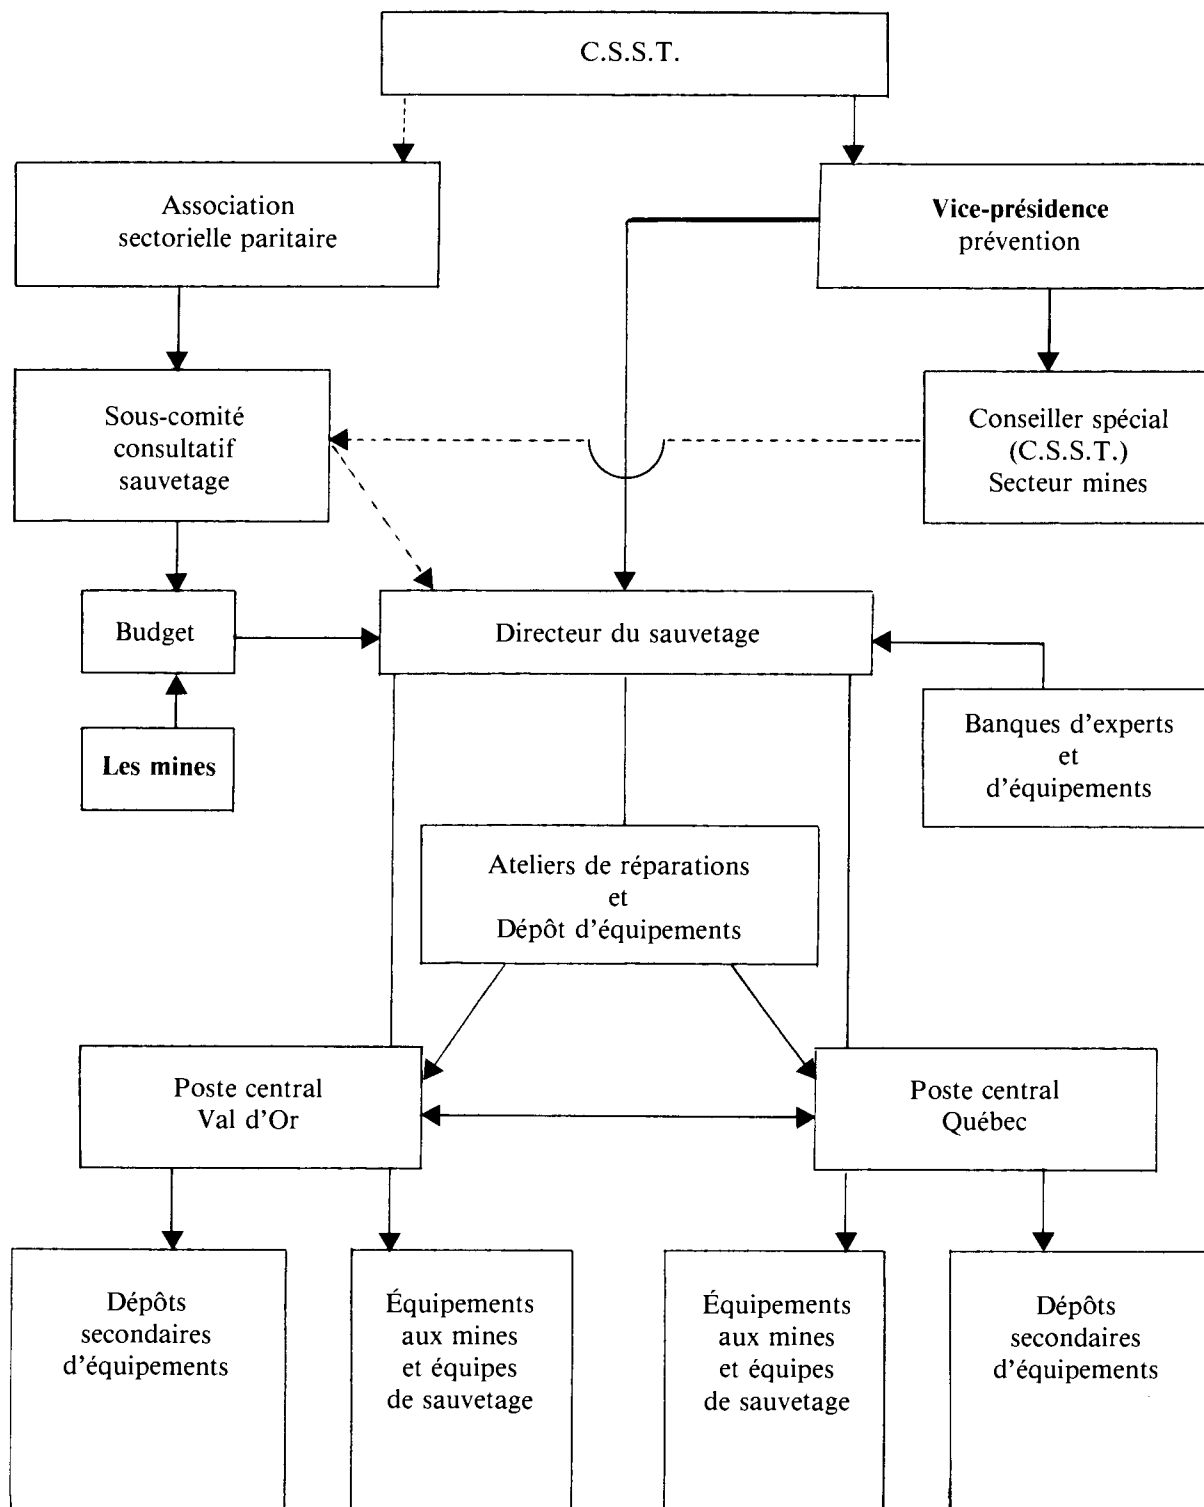 C.S.S.T.
Association
sectorielle paritaire
Vice-présidence
prévention
Sous-comité
consultatif
sauvetage
Conseiller spécial
(C.S.S.T.)
Secteur mines
Budget
Directeur du sauvetage
Les mines
Banques d'experts
et
d'équipements
Ateliers de réparations
et
Dépôt d'équipements
Poste central
Val d'Or
Poste central
Québec
Dépôts
secondaires
d'équipements
Équipements
aux mines
et équipes
de sauvetage
Équipements
aux mines
et équipes
de sauvetage
Dépôts
secondaires
d'équipements